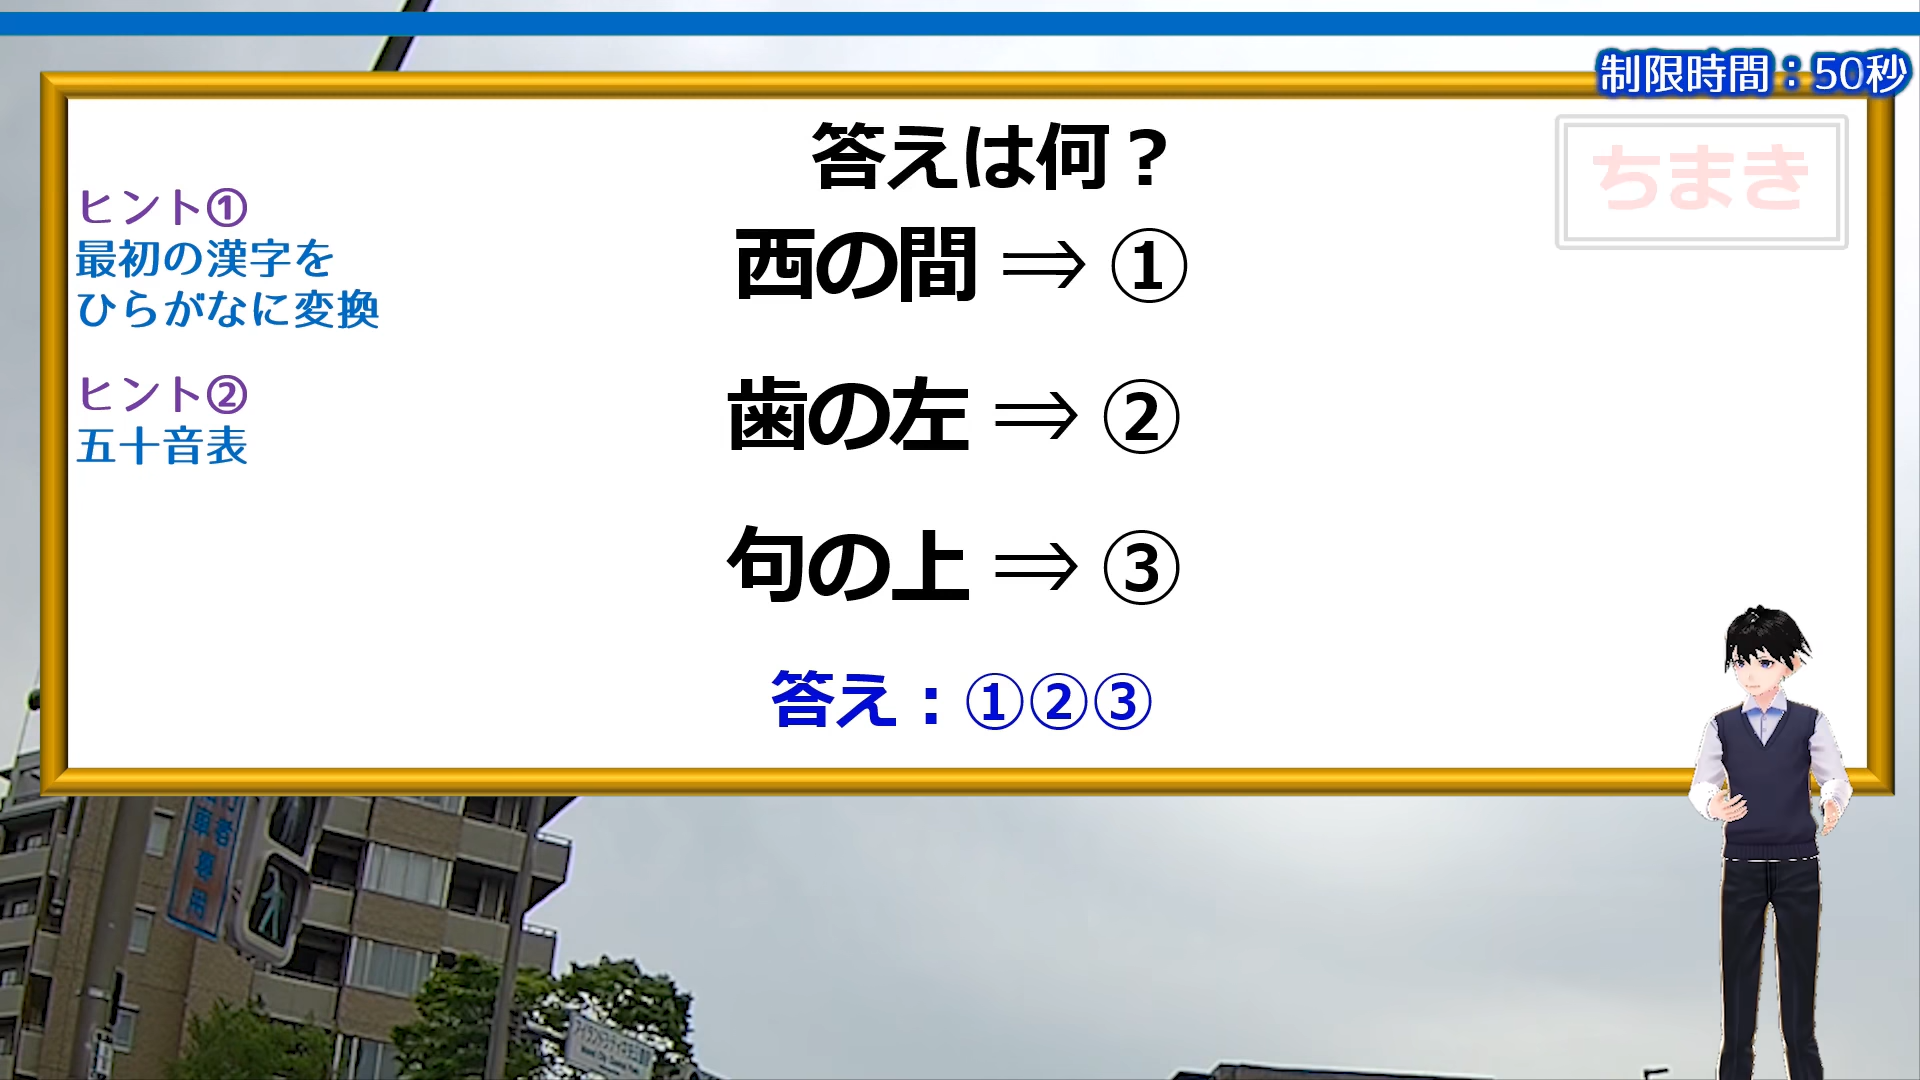 制限時間：50秒
ちまき
答えは何？
西の間 ⇒ ①
歯の左 ⇒ ②
句の上 ⇒ ③
答え：①②③
ヒント①
最初の漢字を
ひらがなに変換
ヒント②
五十音表
専用